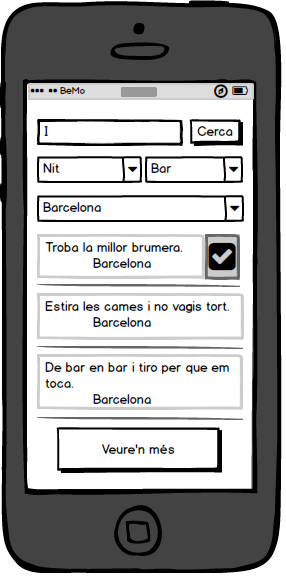 BeMo
I
Cerca
Nit
Bar
Barcelona
Troba la millor brumera.
Barcelona
Estira les cames i no vagis tort.
Barcelona
De bar en bar i tiro per que em
toca.
Barcelona
Veure'n més